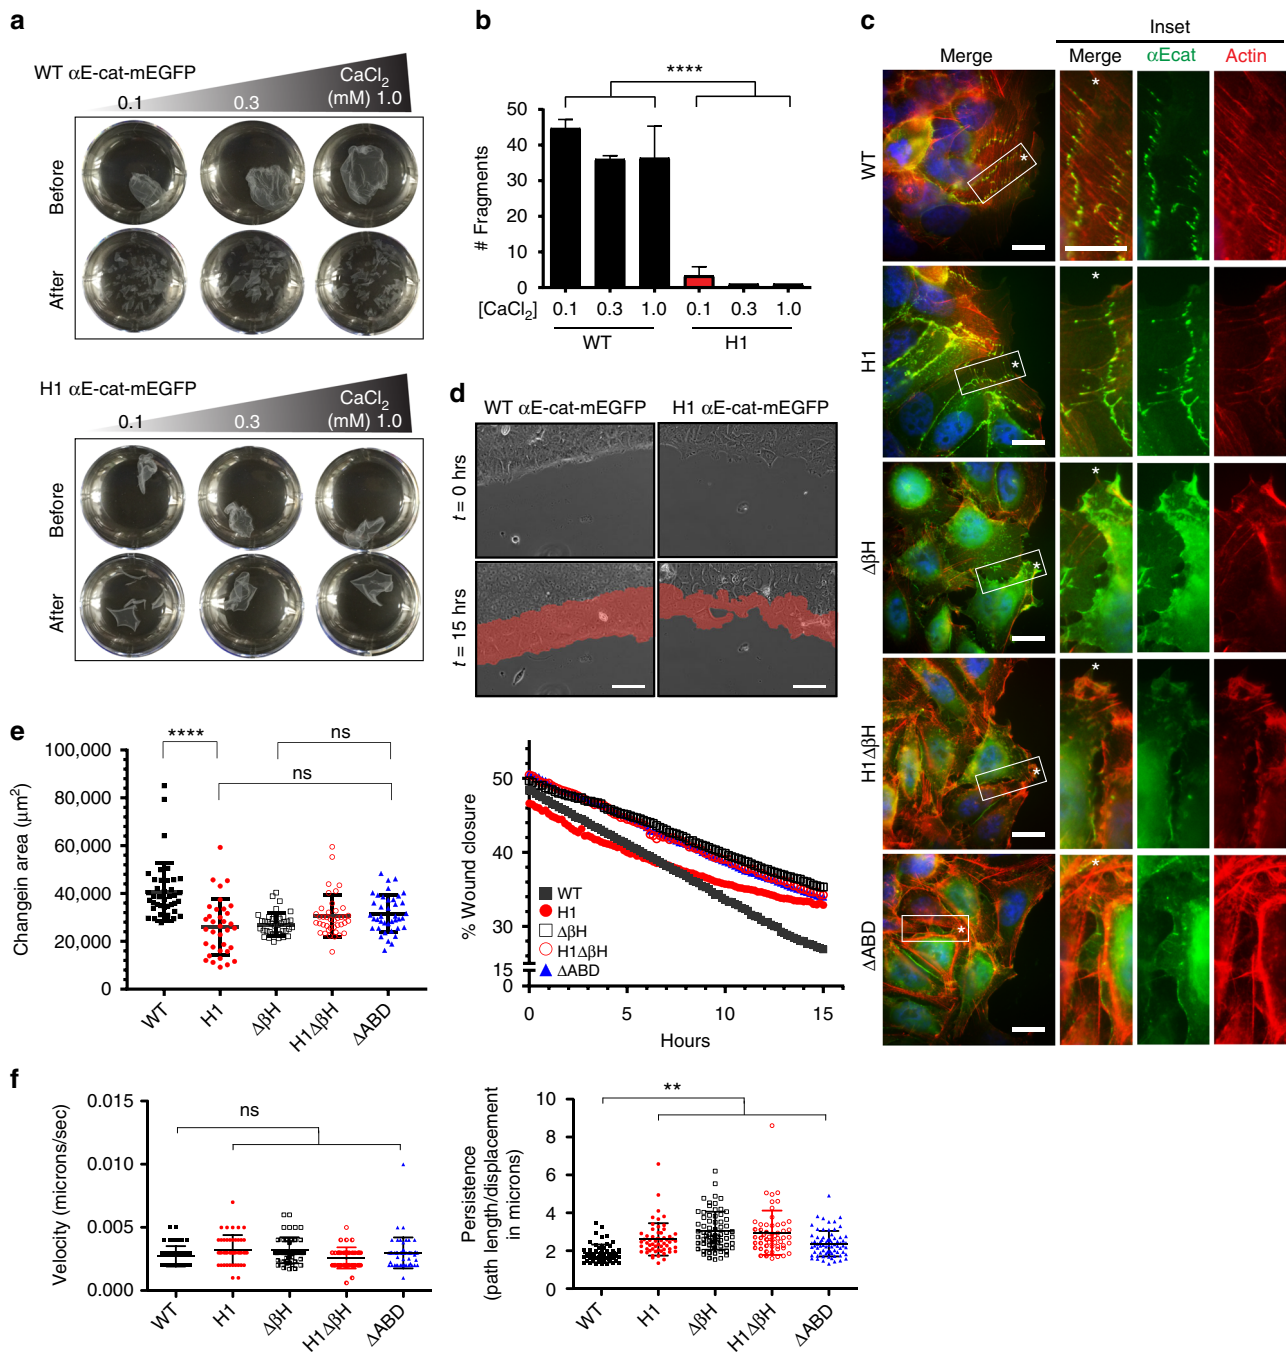 a
WT αE-cat-mEGFP
CaCl2
(mM)
0.1
0.3
1.0
Before
After
H1 αE-cat-mEGFP
CaCl2
(mM)
0.1
0.3
1.0
Before
After
b
****
# Fragments
50
40
30
20
10
0
[CaCl2]
0.1
0.3
1.0
0.1
0.3
1.0
WT
H1
c
Inset
Merge
Merge
αEcat
Actin
WT
*
*
H1
*
*
ΔβH
*
*
H1ΔβH
*
*
ΔABD
*
*
d
WT αE-cat-mEGFP
H1 αE-cat-mEGFP
t = 0 hrs
t = 15 hrs
% Wound closure
50
40
30
15
0
WT
H1
ΔβH
H1ΔβH
ΔABD
0
5
10
15
Hours
e
Changein area (μm2)
100,000
80,000
60,000
40,000
20,000
0
****
ns
ns
WT
H1
ΔβH
H1ΔβH
ΔABD
f
Velocity (microns/sec)
0.015
0.010
0.005
0.000
ns
WT
H1
ΔβH
H1ΔβH
ΔABD
Persistence
(path length/displacement
in microns)
10
8
6
4
2
0
**
WT
H1
ΔβH
H1ΔβH
ΔABD